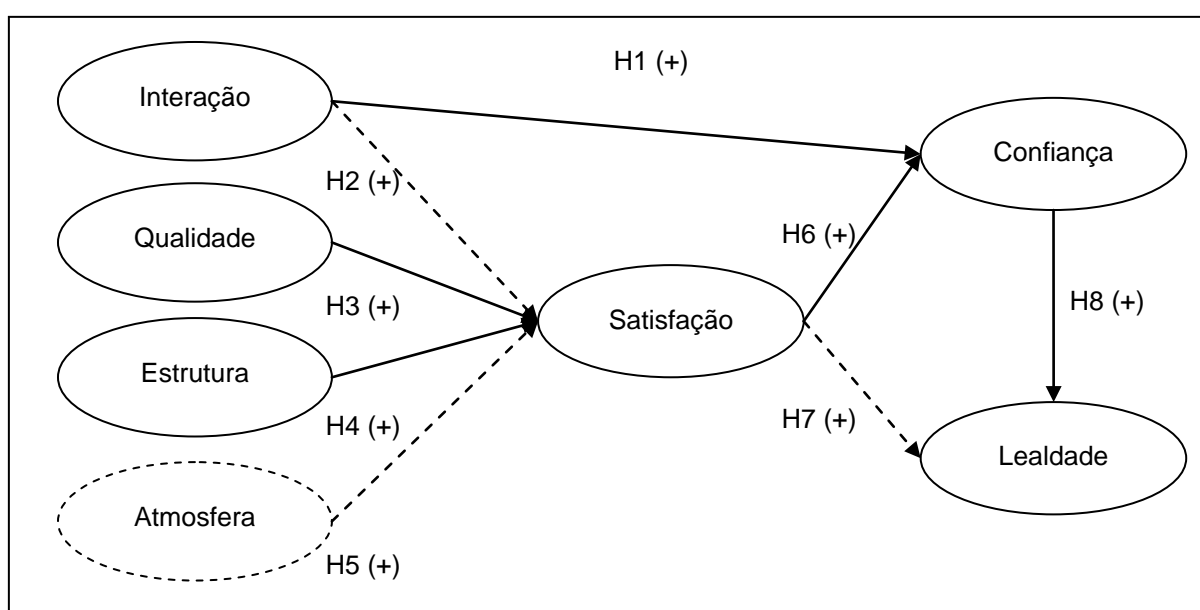 H1 (+)
Interação
Confiança
H2 (+)
Qualidade
H6 (+)
H3 (+)
H8 (+)
Satisfação
Estrutura
H4 (+)
H7 (+)
Lealdade
Atmosfera
H5 (+)